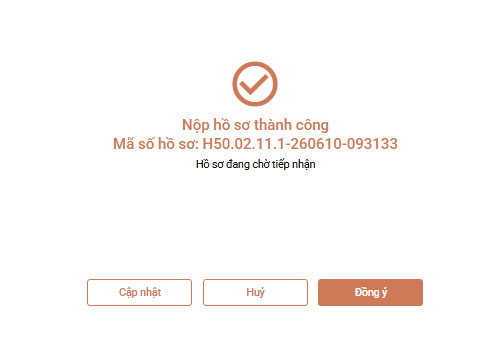 Nộp hồ sơ thành công
Mã số hồ sơ: H50.02.11.1-260610-093133
Hồ sơ đang chờ tiếp nhận
Cập nhật
Huỷ
Đồng ý